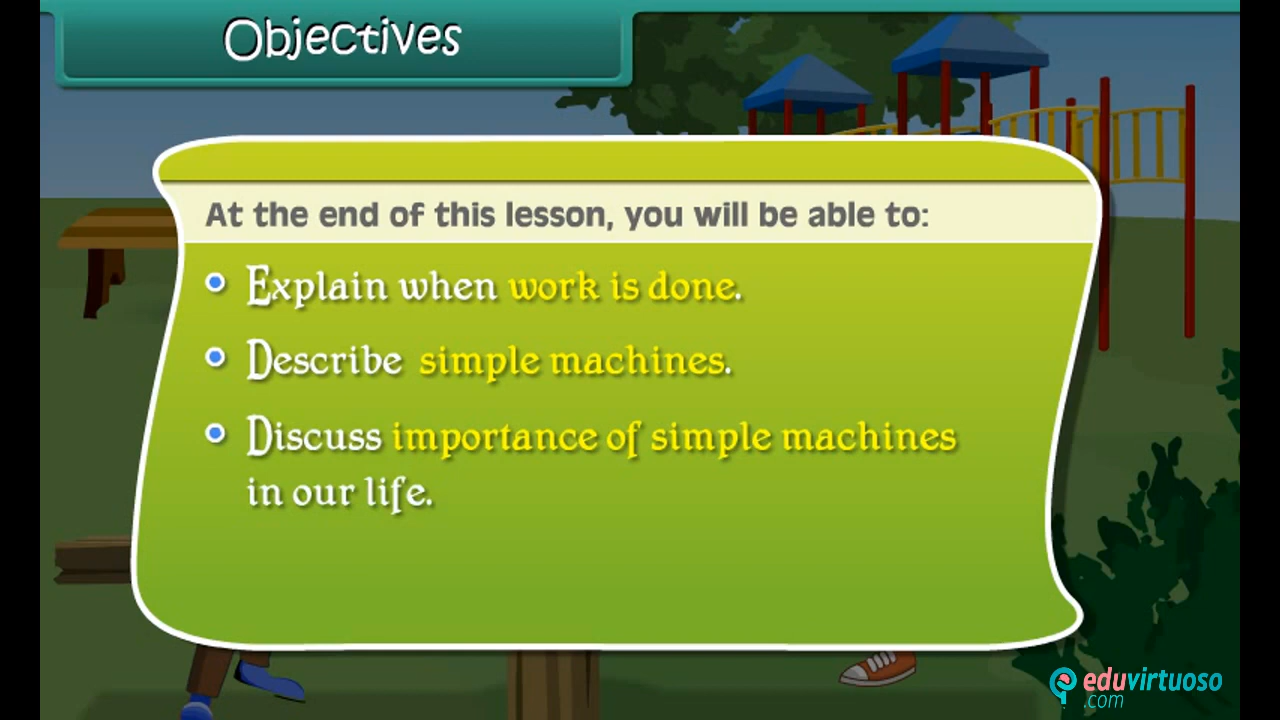 Objectives
At the end of this lesson, you will be able to:
Explain when work is done.
Describe simple machines.
Discuss importance of simple machines
in our life.
eduvirtuoso
.com